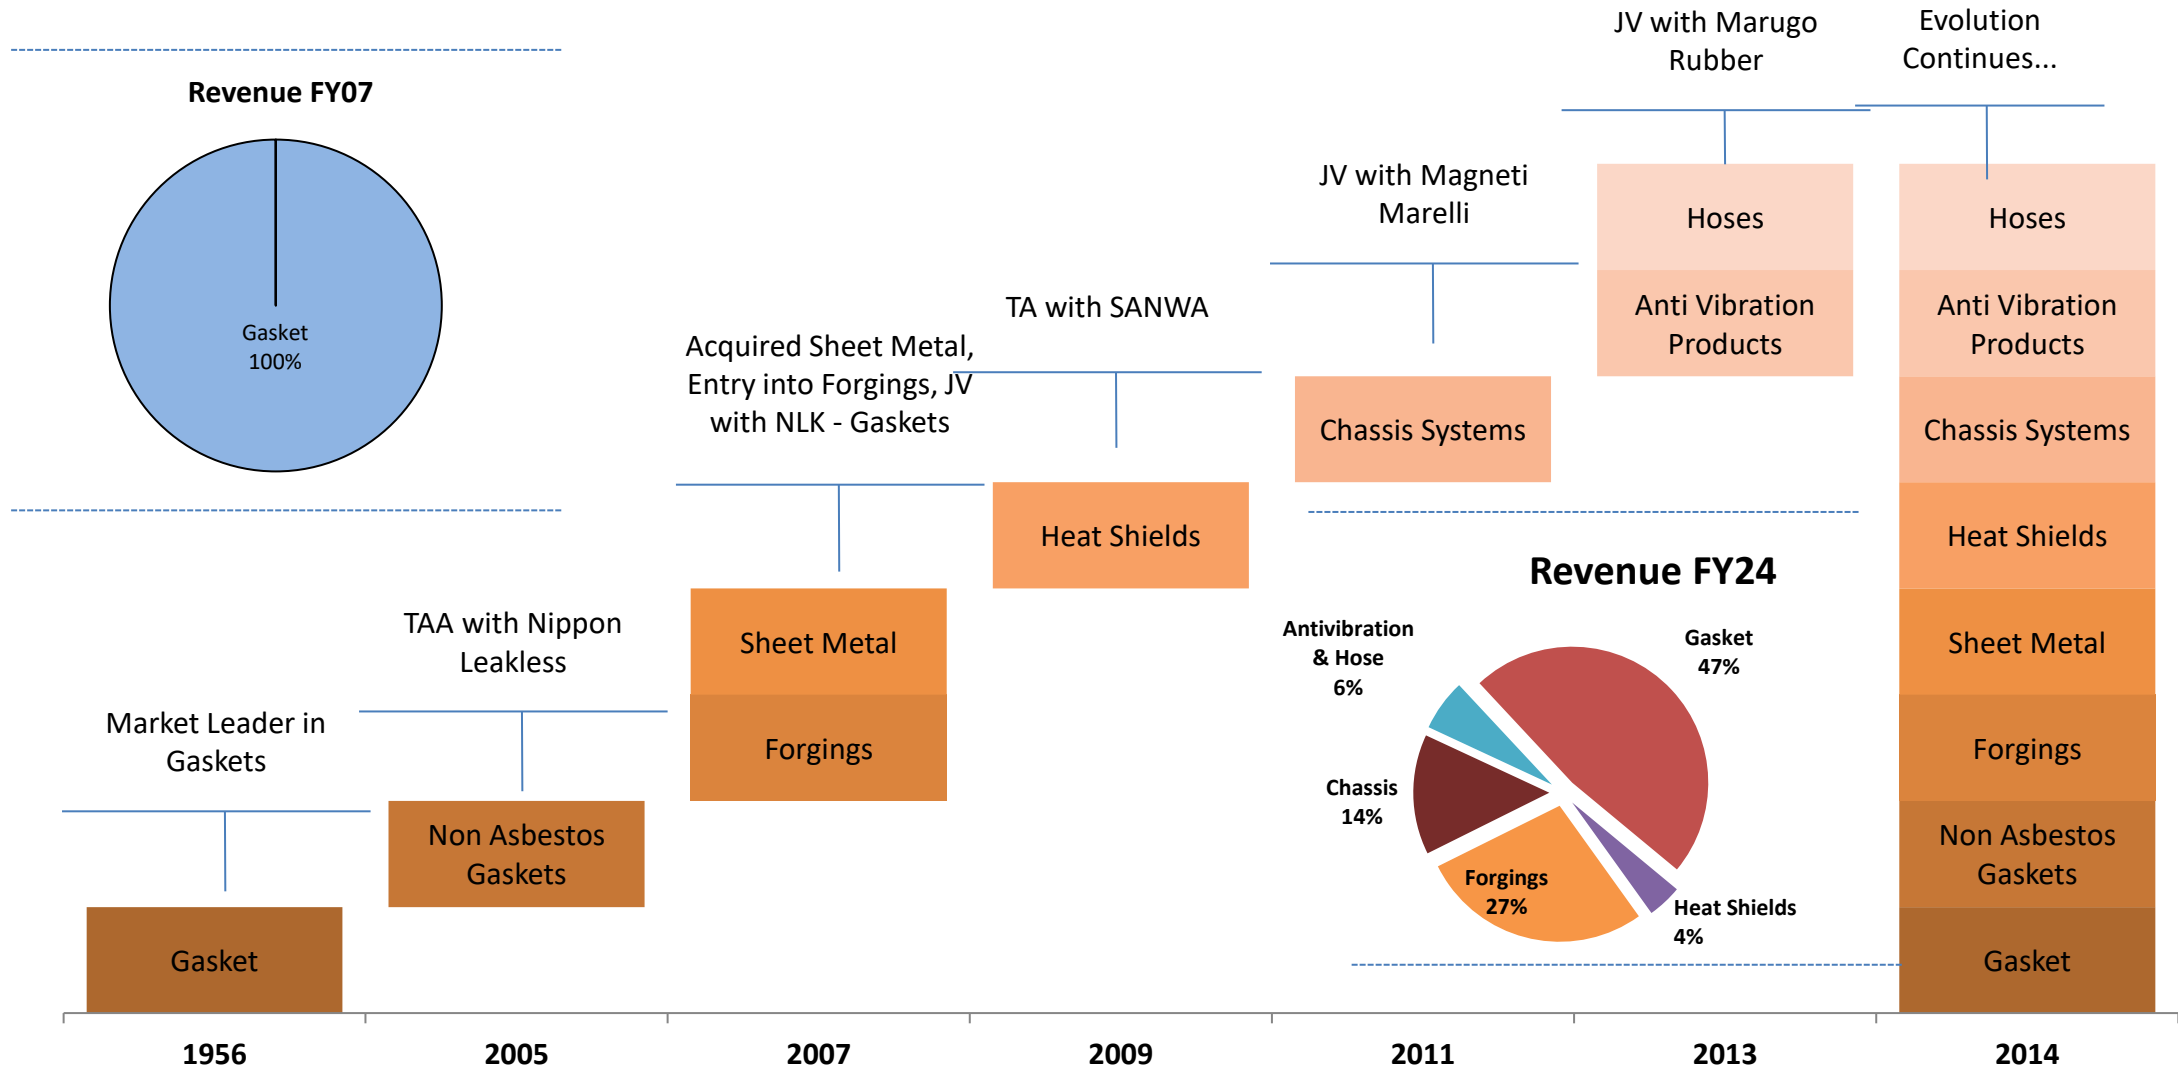 Revenue FY07
Gasket
100%
Market Leader in
Gaskets
Gasket
TAA with Nippon
Leakless
Non Asbestos
Gaskets
Acquired Sheet Metal,
Entry into Forgings, JV
with NLK - Gaskets
Sheet Metal
Forgings
TA with SANWA
Heat Shields
JV with Magneti
Marelli
Chassis Systems
JV with Marugo
Rubber
Hoses
Anti Vibration
Products
Evolution
Continues...
Hoses
Anti Vibration
Products
Chassis Systems
Heat Shields
Sheet Metal
Forgings
Non Asbestos
Gaskets
Gasket
Revenue FY24
Antivibration
& Hose
6%
Gasket
47%
Chassis
14%
Forgings
27%
Heat Shields
4%
1956
2005
2007
2009
2011
2013
2014